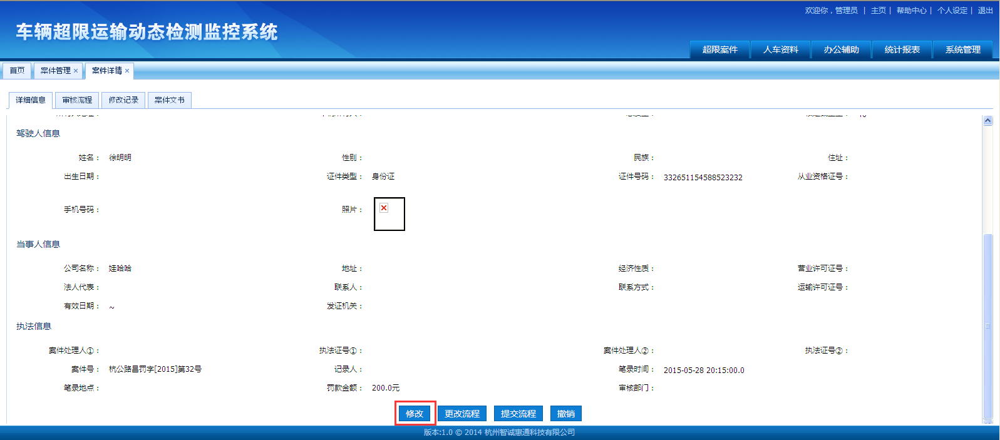 欢迎你，管理员 | 主页 | 帮助中心 | 个人设定 | 退出
车辆超限运输动态检测监控系统
超限案件 人车资料 办公辅助 统计报表 系统管理
首页 案件管理 × 案件详情 ×
详细信息 审核流程 修改记录 案件文书
驾驶人信息
姓名： 徐明明 性别： 民族： 住址：
出生日期： 证件类型： 身份证 证件号码： 332651154588523232 从业资格证号：
手机号码： 照片：
当事人信息
公司名称： 娃哈哈 地址： 经济性质： 营业许可证号：
法人代表： 联系人： 联系方式： 运输许可证号：
有效日期： ~ 发证机关：
执法信息
案件处理人①： 执法证号①： 案件处理人②： 执法证号②：
案件号： 杭公路昌罚字[2015]第32号 记录人： 笔录时间： 2015-05-28 20:15:00.0
笔录地点： 罚款金额： 200.0元 审核部门：
修改 更改流程 提交流程 撤销
版本:1.0 © 2014 杭州智诚惠通科技有限公司